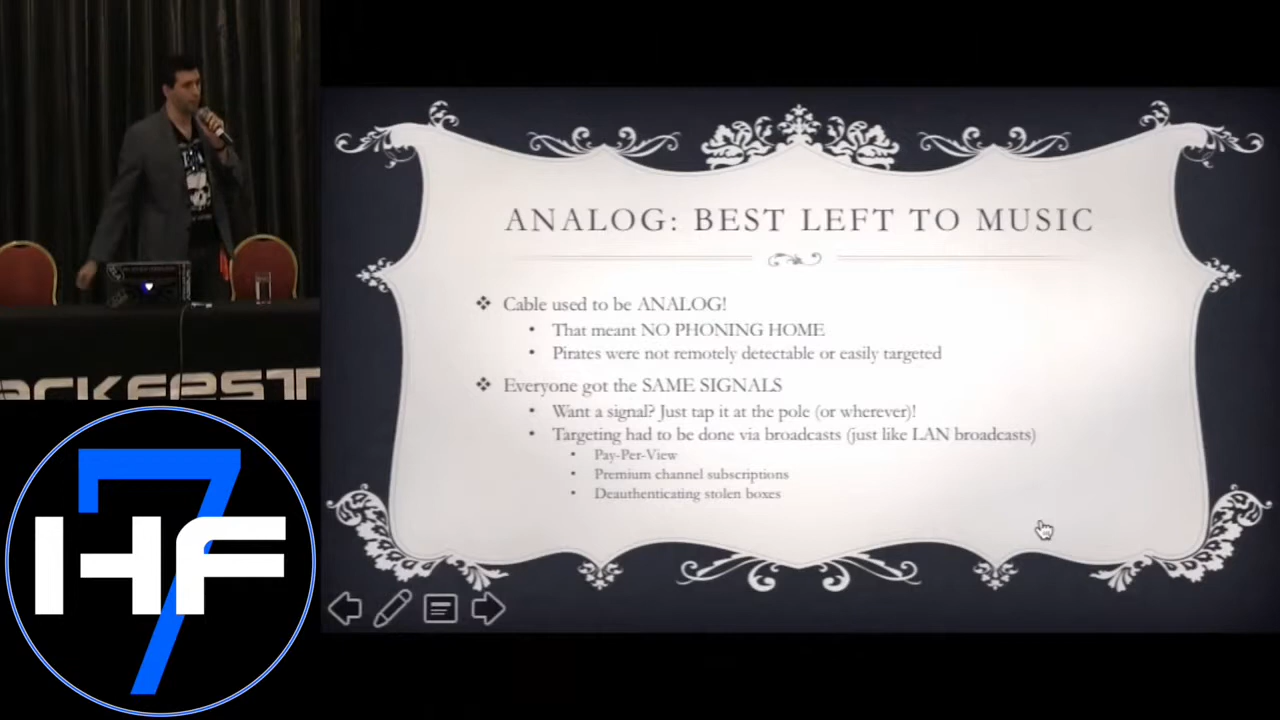 ANALOG: BEST LEFT TO MUSIC
❖ Cable used to be ANALOG!
• That meant NO PHONING HOME
• Pirates were not remotely detectable or easily targeted
❖ Everyone got the SAME SIGNALS
• Want a signal? Just tap it at the pole (or wherever)!
• Targeting had to be done via broadcasts (just like LAN broadcasts)
• Pay-Per-View
• Premium channel subscriptions
• Deauthenticating stolen boxes
ACKFEST
7
HF